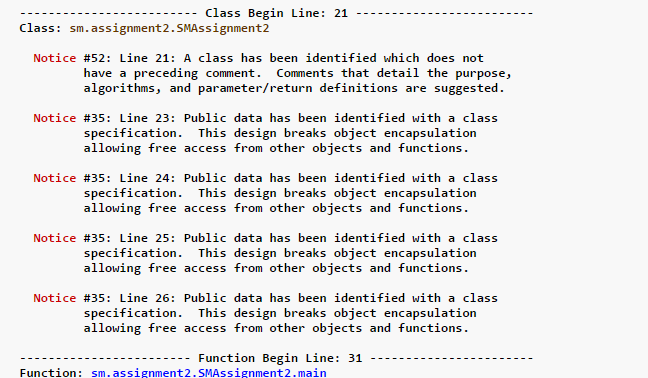 ------------------------- Class Begin Line: 21 -------------------------
Class: sm.assignment2.SMAssignment2
Notice #52: Line 21: A class has been identified which does not
have a preceding comment.  Comments that detail the purpose,
algorithms, and parameter/return definitions are suggested.
Notice #35: Line 23: Public data has been identified with a class
specification.  This design breaks object encapsulation
allowing free access from other objects and functions.
Notice #35: Line 24: Public data has been identified with a class
specification.  This design breaks object encapsulation
allowing free access from other objects and functions.
Notice #35: Line 25: Public data has been identified with a class
specification.  This design breaks object encapsulation
allowing free access from other objects and functions.
Notice #35: Line 26: Public data has been identified with a class
specification.  This design breaks object encapsulation
allowing free access from other objects and functions.
------------------------ Function Begin Line: 31 -----------------------
Function: sm.assignment2.SMAssignment2.main